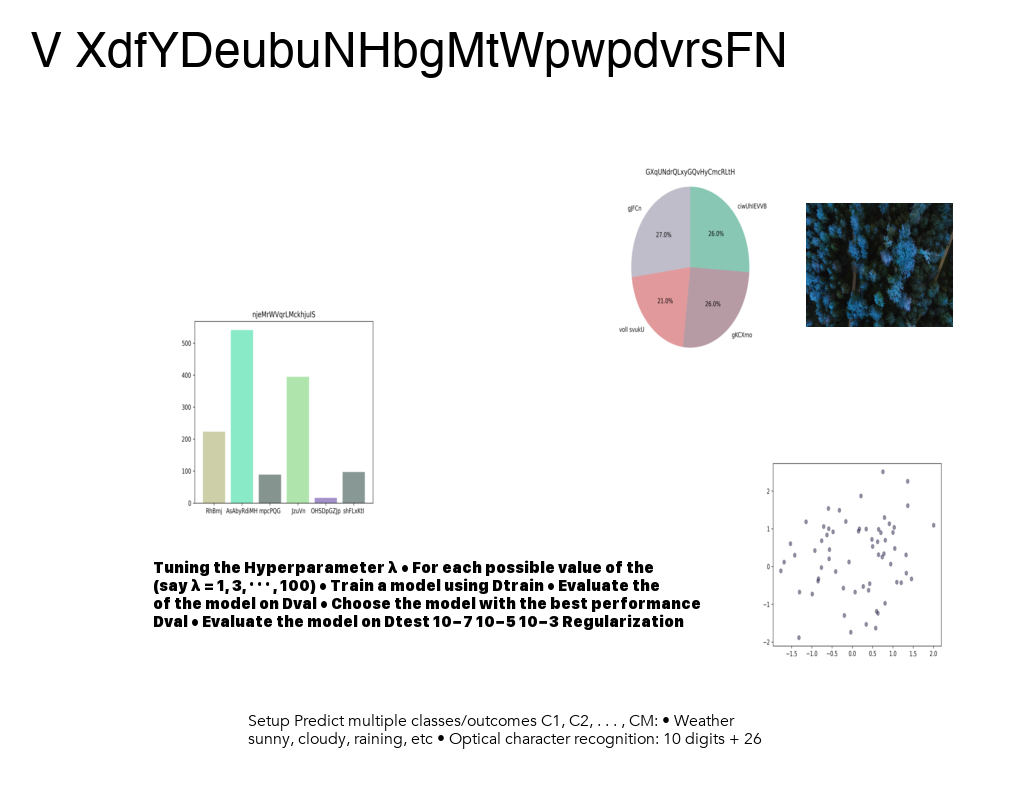 V XdfYDeubuNHbgMtWpwpdvrsFN
GXqUNdrQLxyGQvHyCmcRLtH
gJFCn
ciwUhIEVVB
27.0%
26.0%
21.0%
26.0%
voll svukU
gKCXmo
njeMrWVqrLMckhjulS
500
400
300
200
100
0
RhBmj AsAbyRdiMH mpcPQG JzuVn OHSDpGZJp shFLxKtl
2
1
0
−1
−2
−1.5 −1.0 −0.5 0.0 0.5 1.0 1.5 2.0
Tuning the Hyperparameter λ • For each possible value of the
(say λ = 1, 3, · · · , 100) • Train a model using Dtrain • Evaluate the
of the model on Dval • Choose the model with the best performance
Dval • Evaluate the model on Dtest 10−7 10−5 10−3 Regularization
Setup Predict multiple classes/outcomes C1, C2, . . . , CM: • Weather
sunny, cloudy, raining, etc • Optical character recognition: 10 digits + 26